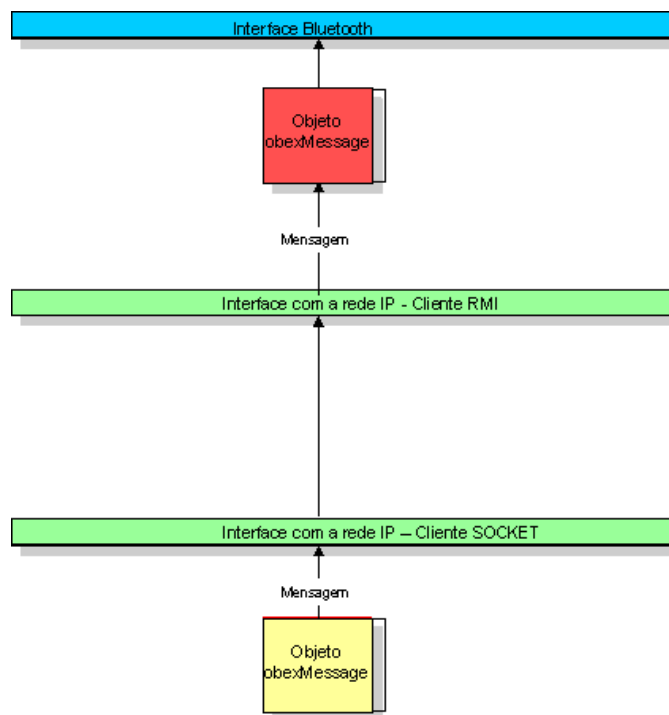 Interface Bluetooth
Objeto
obexMessage
Mensagem
Interface com a rede IP - Cliente RMI
Interface com a rede IP – Cliente SOCKET
Mensagem
Objeto
obexMessage